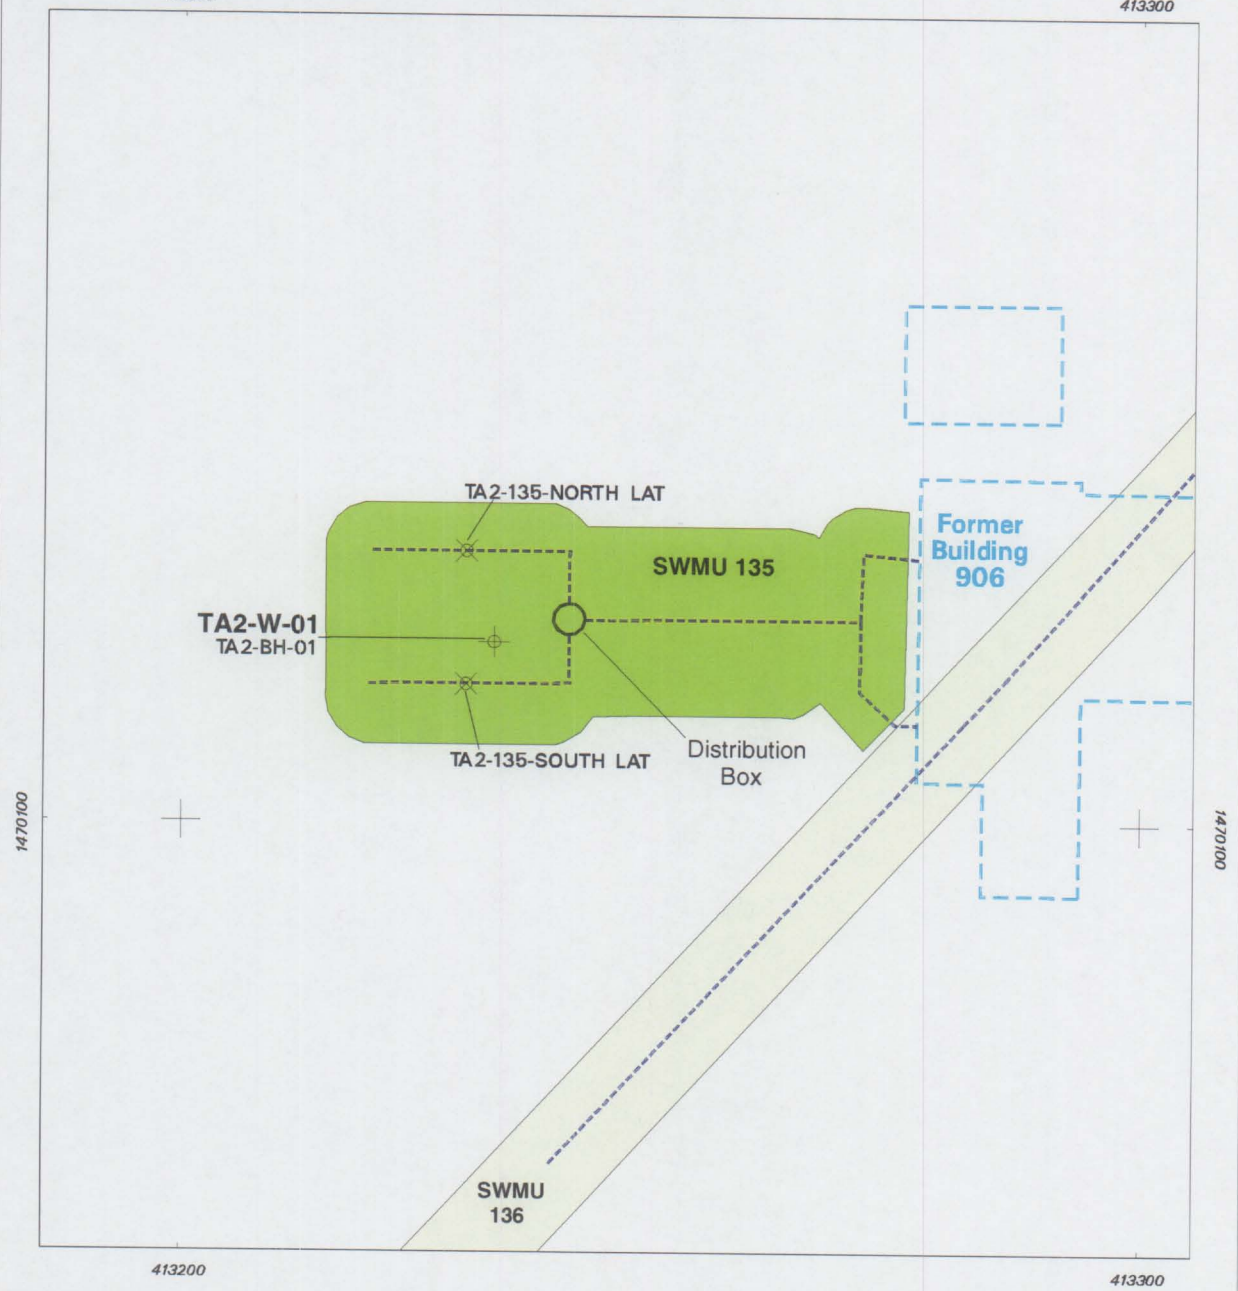 413300
TA2-135-NORTH LAT
SWMU 135
Former
Building
906
TA2-W-01
TA2-BH-01
TA2-135-SOUTH LAT
Distribution
Box
1470100
1470100
SWMU
136
413200
413300